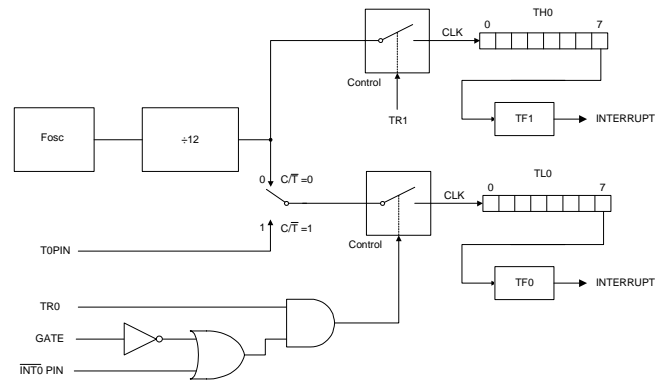 TH0
0 7
CLK
Control
TR1
TF1 INTERRUPT
Fosc ÷12
0 C/T̅ =0
1 C/T̅ =1
T0PIN
TL0
0 7
CLK
Control
TF0 INTERRUPT
TR0
GATE
I̅N̅T̅0̅ PIN